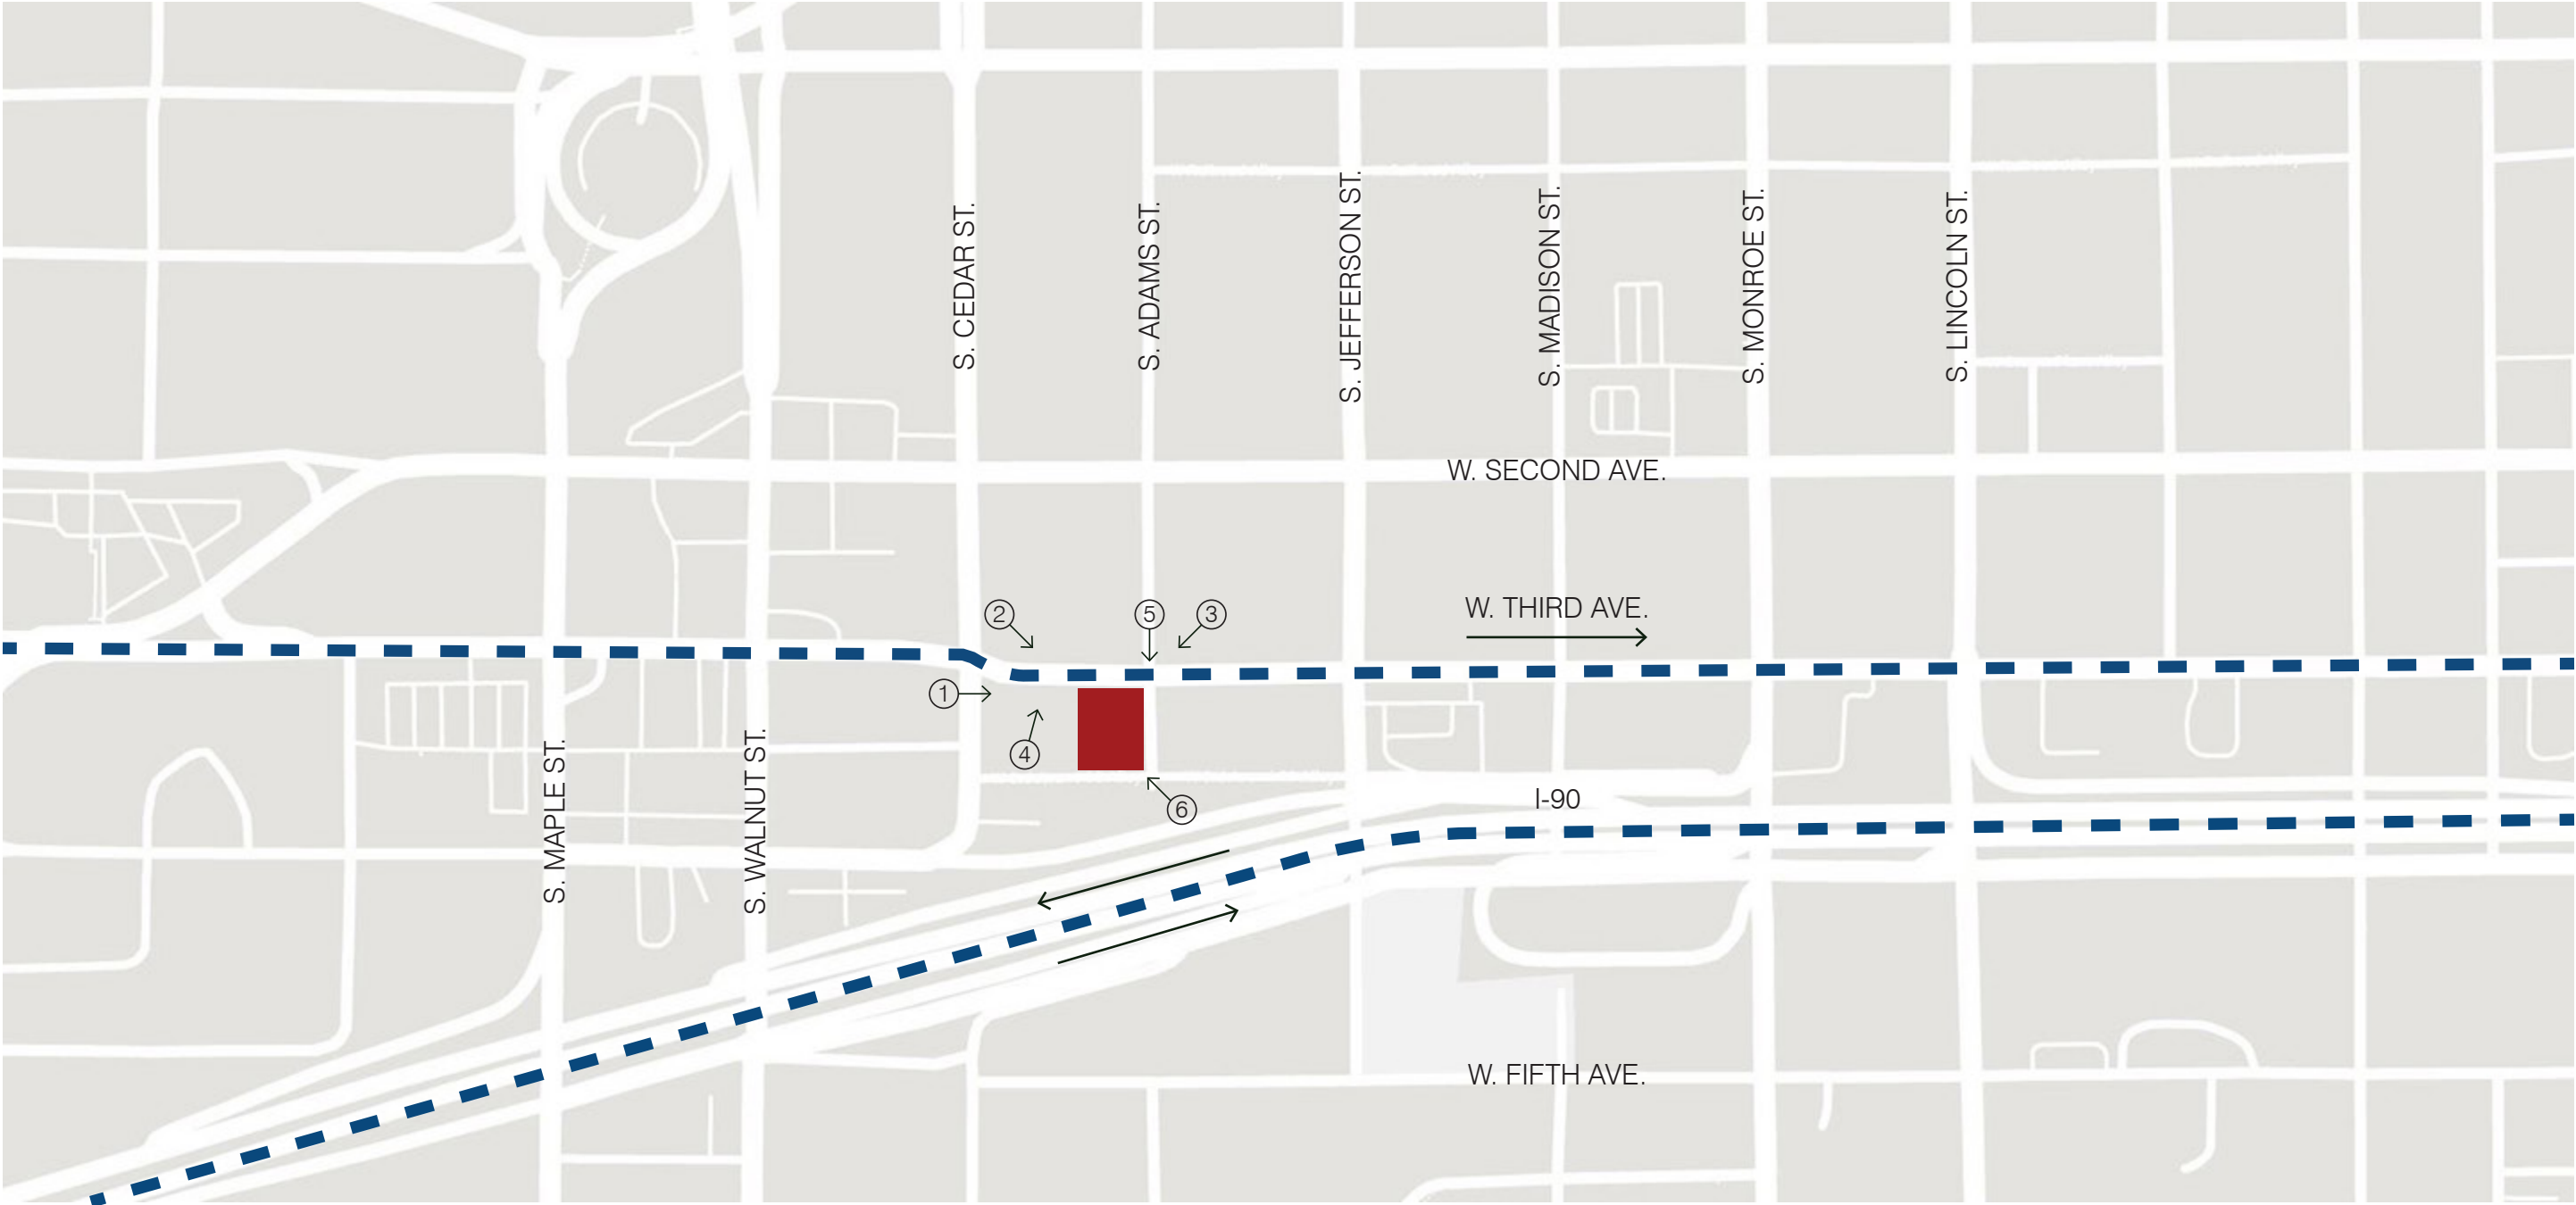 S. CEDAR ST.
S. ADAMS ST.
S. JEFFERSON ST.
S. MADISON ST.
S. MONROE ST.
S. LINCOLN ST.
W. SECOND AVE.
W. THIRD AVE.
2
5
3
1
4
6
S. MAPLE ST.
S. WALNUT ST.
I-90
W. FIFTH AVE.